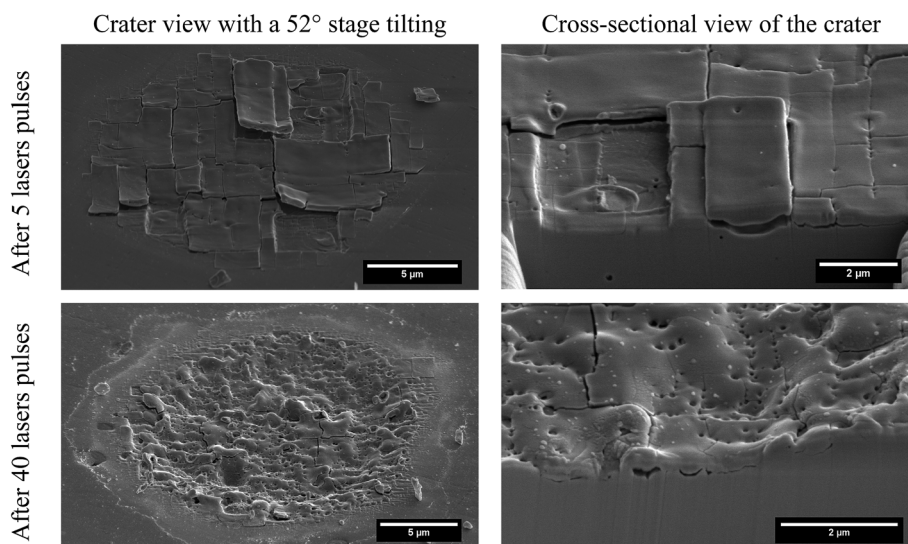 Crater view with a 52° stage tilting
Cross-sectional view of the crater
After 5 lasers pulses
5 µm
2 µm
After 40 lasers pulses
5 µm
2 µm